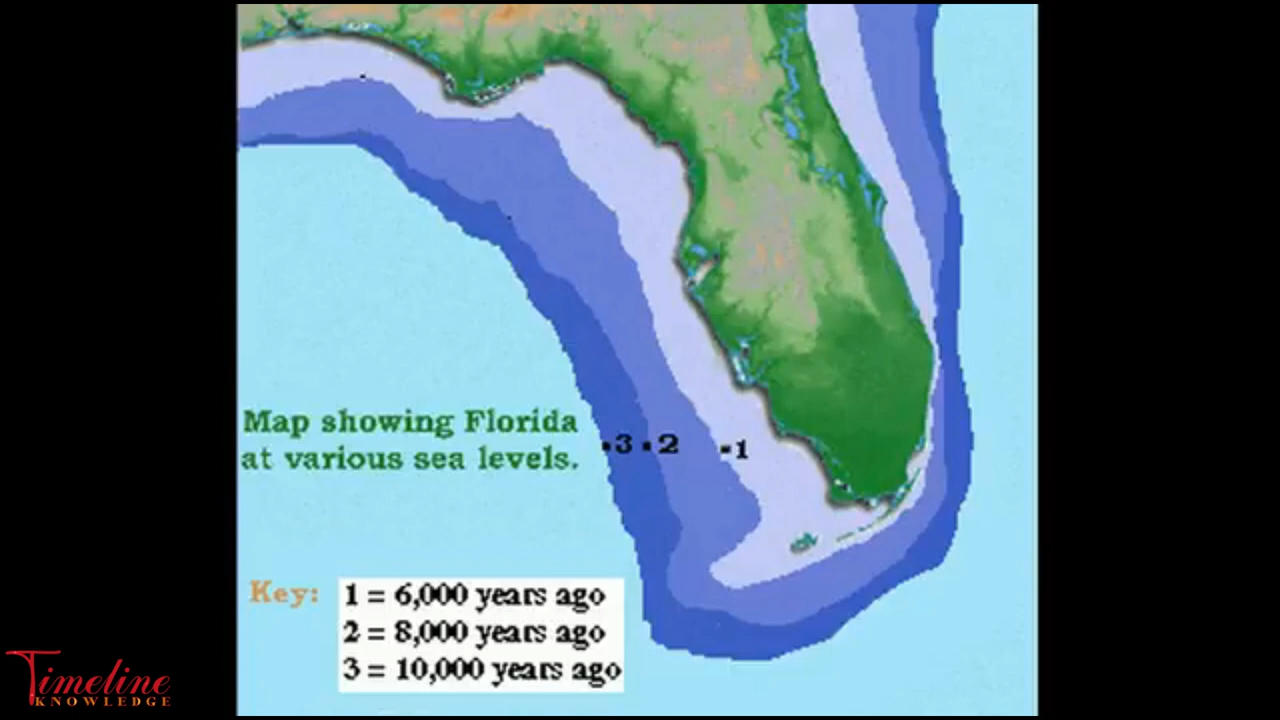 Map showing Florida
at various sea levels.
3 2 1
Key:
1 = 6,000 years ago
2 = 8,000 years ago
3 = 10,000 years ago
Timeline
KNOWLEDGE